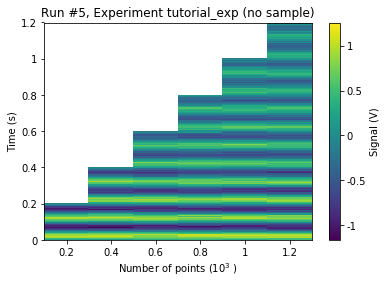 Run #5, Experiment tutorial_exp (no sample)
1.2
1
0.8
0.6
0.4
0.2
0
Time (s)
0.2 0.4 0.6 0.8 1.0 1.2
Number of points (10³ )
1
0.5
0
-0.5
-1
Signal (V)